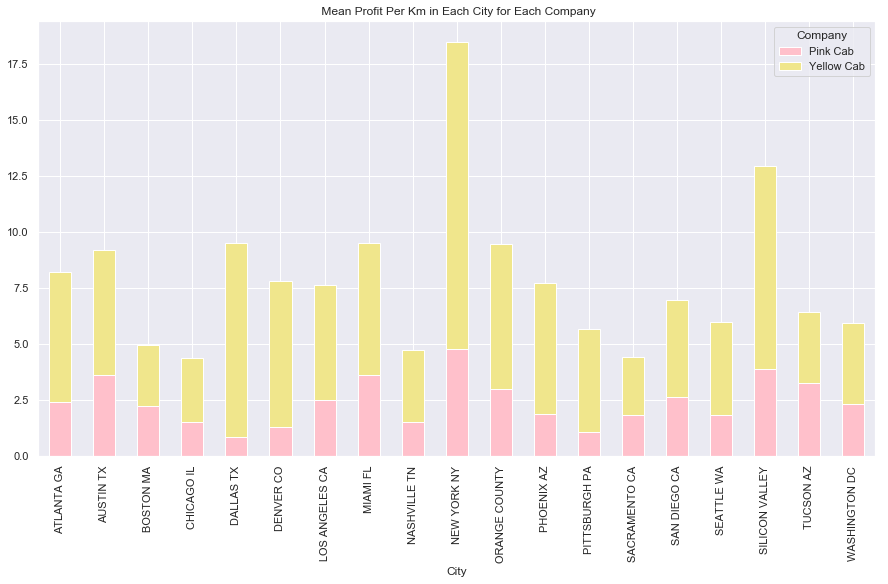 Mean Profit Per Km in Each City for Each Company
Company
Pink Cab
Yellow Cab
17.5
15.0
12.5
10.0
7.5
5.0
2.5
0.0
ATLANTA GA
AUSTIN TX
BOSTON MA
CHICAGO IL
DALLAS TX
DENVER CO
LOS ANGELES CA
MIAMI FL
NASHVILLE TN
NEW YORK NY
ORANGE COUNTY
PHOENIX AZ
PITTSBURGH PA
SACRAMENTO CA
SAN DIEGO CA
SEATTLE WA
SILICON VALLEY
TUCSON AZ
WASHINGTON DC
City